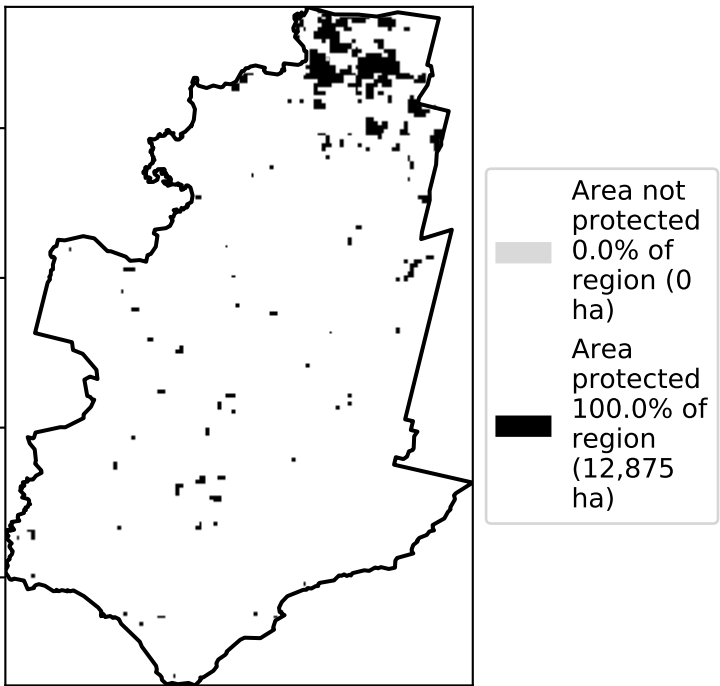 Area not
protected
0.0% of
region (0
ha)
Area
protected
100.0% of
region
(12,875
ha)